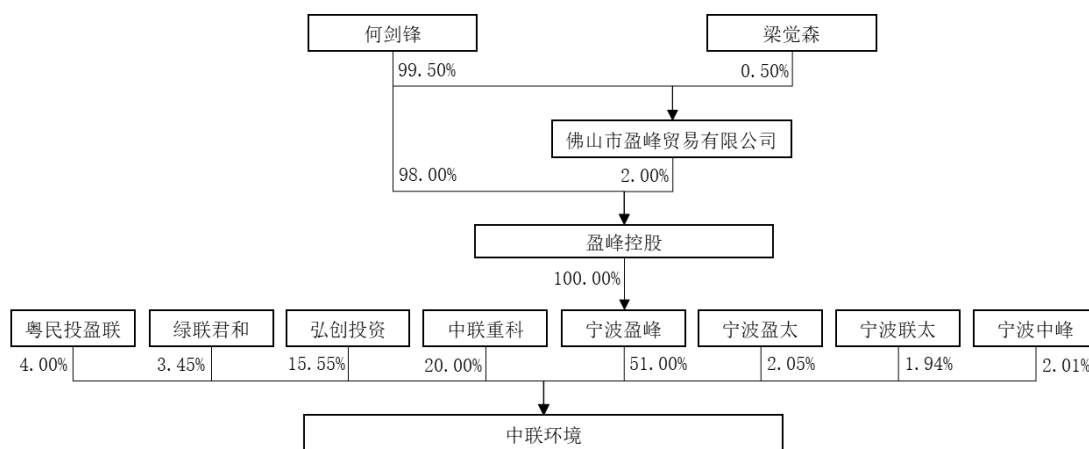 何剑锋
梁觉森
99.50%
0.50%
佛山市盈峰贸易有限公司
98.00%
2.00%
盈峰控股
100.00%
粤民投盈联
绿联君和
弘创投资
中联重科
宁波盈峰
宁波盈太
宁波联太
宁波中峰
4.00%
3.45%
15.55%
20.00%
51.00%
2.05%
1.94%
2.01%
中联环境